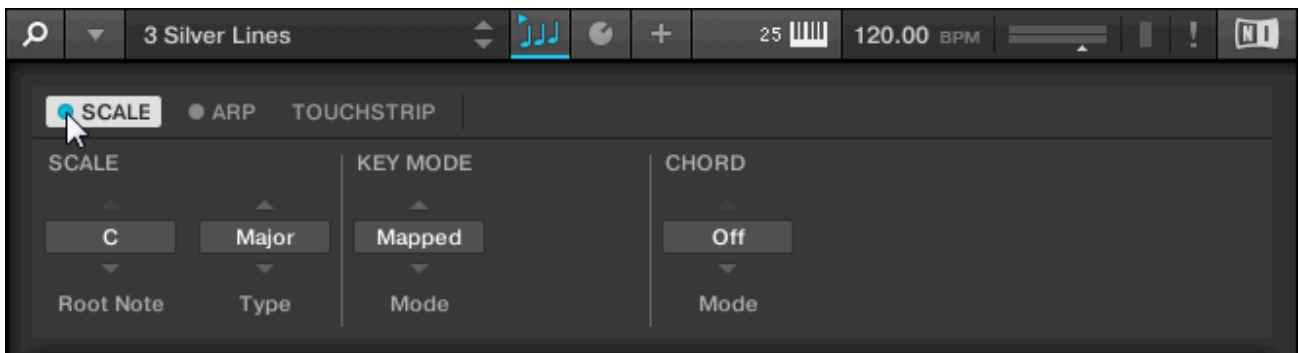 3 Silver Lines 25 120.00 BPM ! NI
SCALE ARP TOUCHSTRIP
SCALE KEY MODE CHORD
C Major Mapped Off
Root Note Type Mode Mode